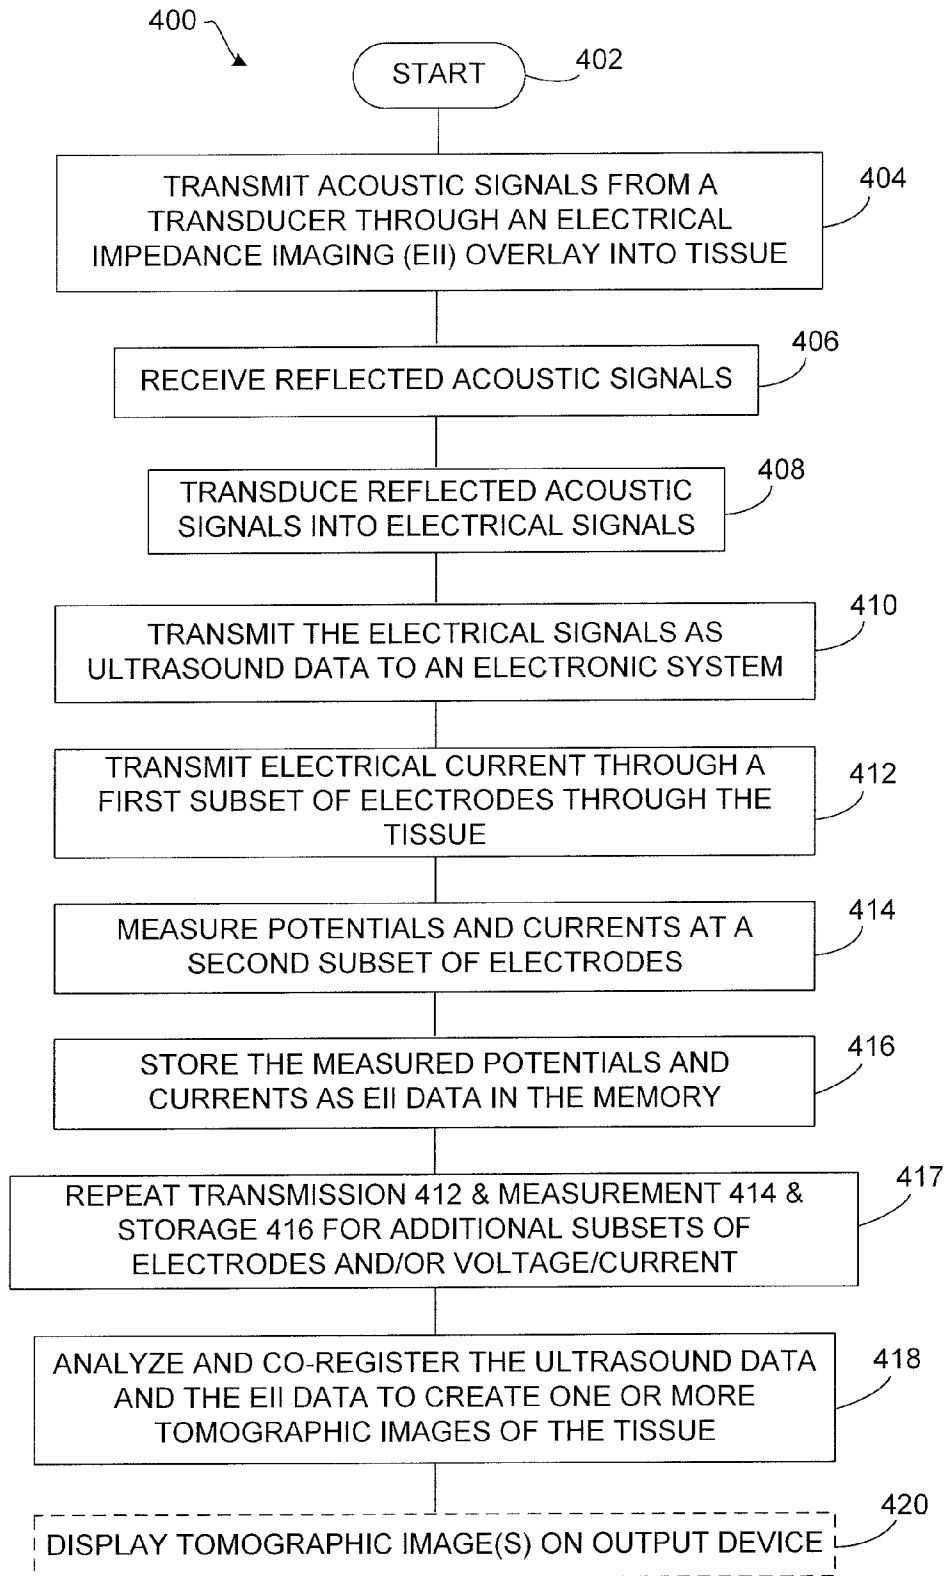 400
START
402
TRANSMIT ACOUSTIC SIGNALS FROM A
TRANSDUCER THROUGH AN ELECTRICAL
IMPEDANCE IMAGING (EII) OVERLAY INTO TISSUE
404
RECEIVE REFLECTED ACOUSTIC SIGNALS
406
TRANSDUCE REFLECTED ACOUSTIC
SIGNALS INTO ELECTRICAL SIGNALS
408
TRANSMIT THE ELECTRICAL SIGNALS AS
ULTRASOUND DATA TO AN ELECTRONIC SYSTEM
410
TRANSMIT ELECTRICAL CURRENT THROUGH A
FIRST SUBSET OF ELECTRODES THROUGH THE
TISSUE
412
MEASURE POTENTIALS AND CURRENTS AT A
SECOND SUBSET OF ELECTRODES
414
STORE THE MEASURED POTENTIALS AND
CURRENTS AS EII DATA IN THE MEMORY
416
REPEAT TRANSMISSION 412 & MEASUREMENT 414 &
STORAGE 416 FOR ADDITIONAL SUBSETS OF
ELECTRODES AND/OR VOLTAGE/CURRENT
417
ANALYZE AND CO-REGISTER THE ULTRASOUND DATA
AND THE EII DATA TO CREATE ONE OR MORE
TOMOGRAPHIC IMAGES OF THE TISSUE
418
DISPLAY TOMOGRAPHIC IMAGE(S) ON OUTPUT DEVICE
420